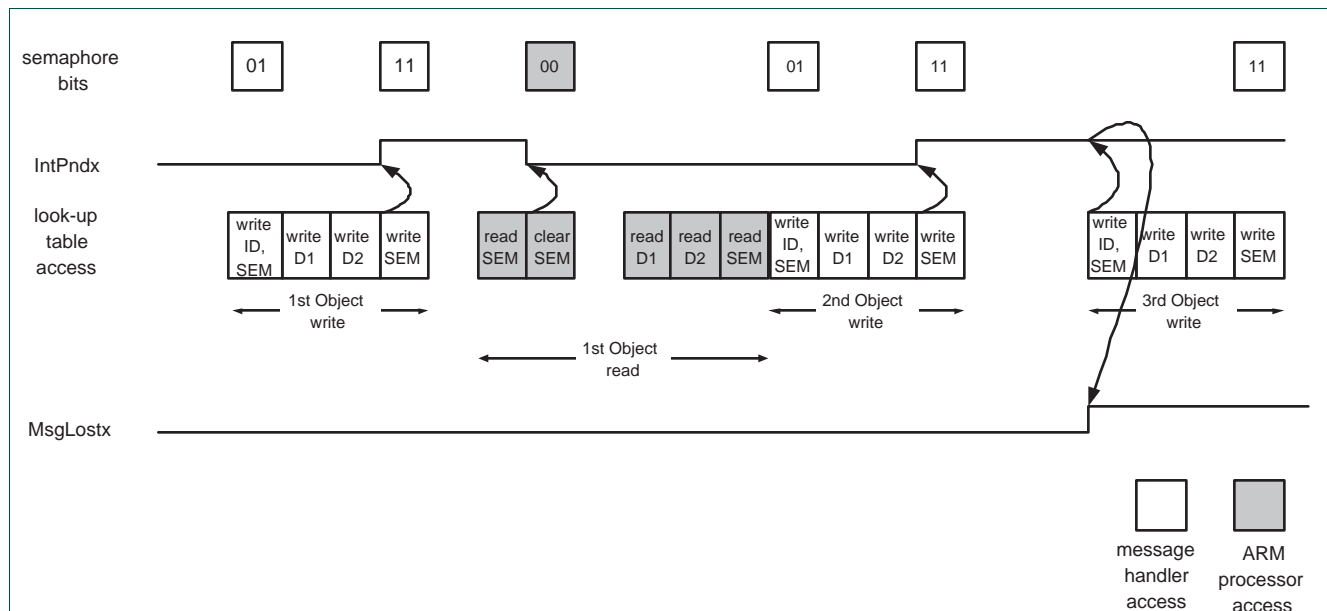 semaphore
bits
01
11
00
01
11
11
IntPndx
look-up
table
access
write
ID,
SEM
write
D1
write
D2
write
SEM
read
SEM
clear
SEM
read
D1
read
D2
read
SEM
write
ID,
SEM
write
D1
write
D2
write
SEM
write
ID,
SEM
write
D1
write
D2
write
SEM
1st Object
write
2nd Object
write
3rd Object
write
1st Object
read
MsgLostx
message
handler
access
ARM
processor
access